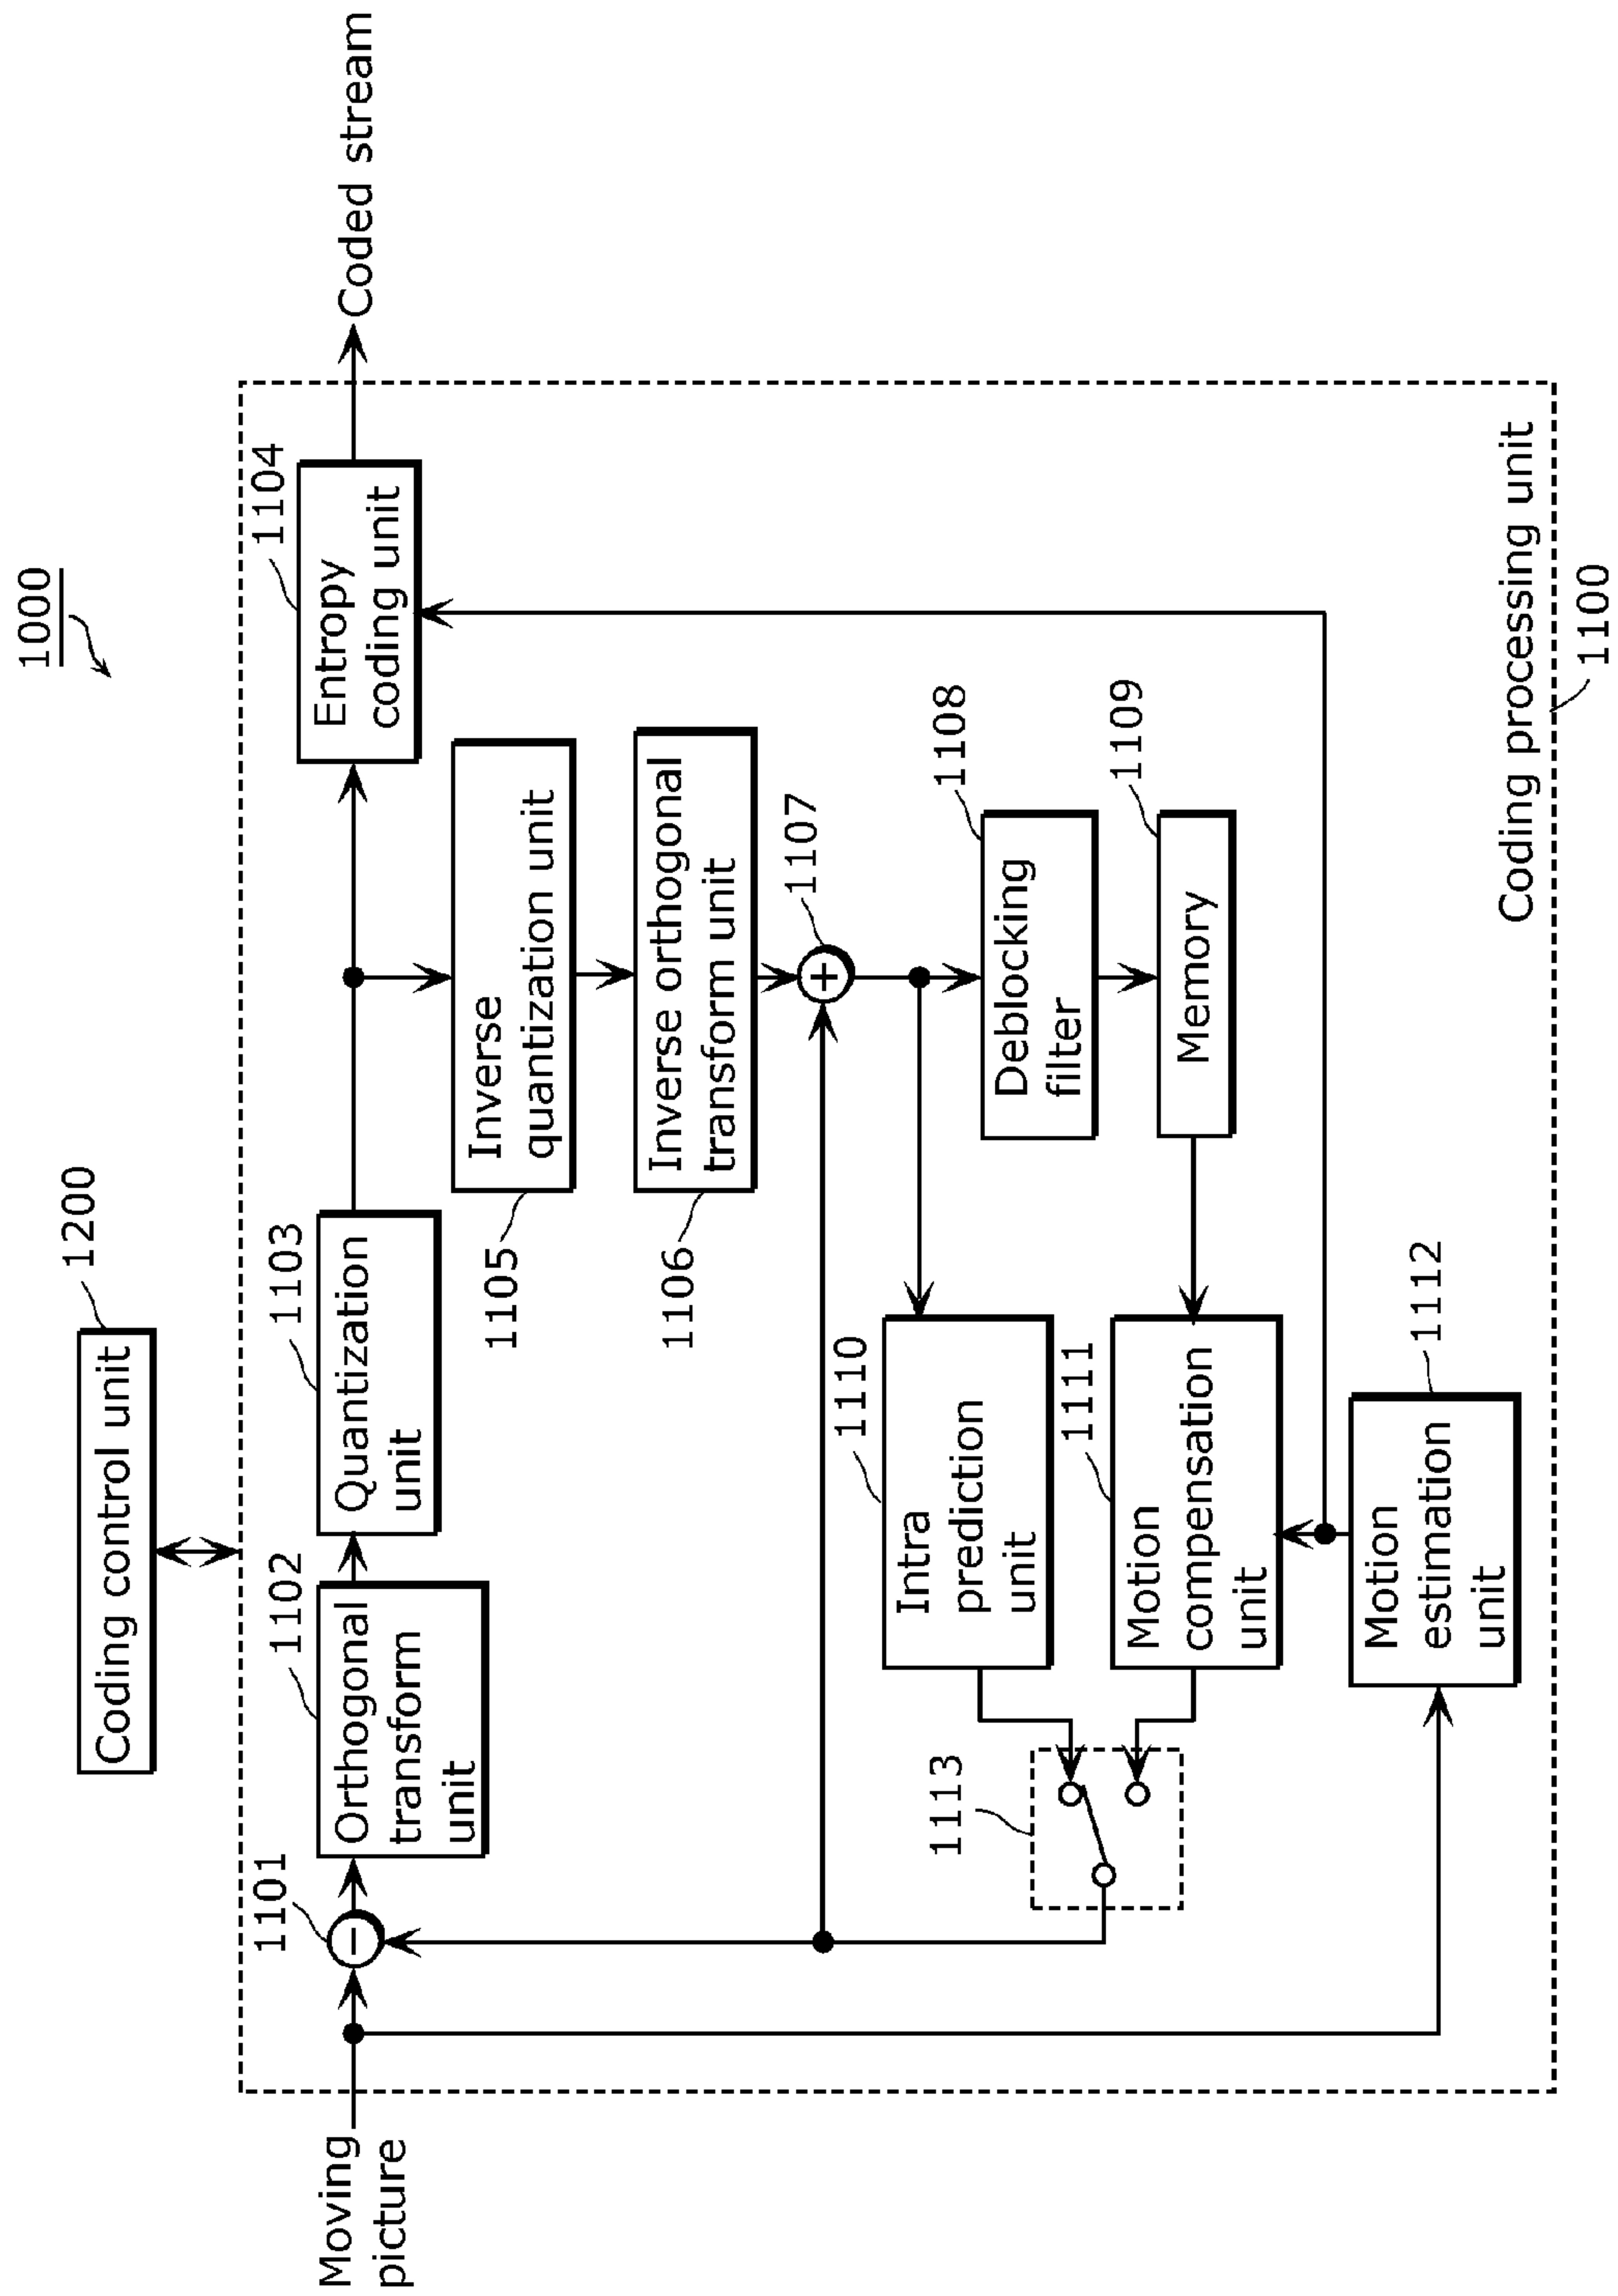 1000
Coding control unit
1200
Moving
picture
1101
Orthogonal
transform
unit
1102
Quantization
unit
1103
Entropy
coding unit
1104
Coded stream
Inverse
quantization unit
1105
Inverse orthogonal
transform unit
1106
+
1107
−
Deblocking
filter
1108
Memory
1109
Intra
prediction
unit
1110
Motion
compensation
unit
1111
Motion
estimation
unit
1112
1113
Coding processing unit
1100